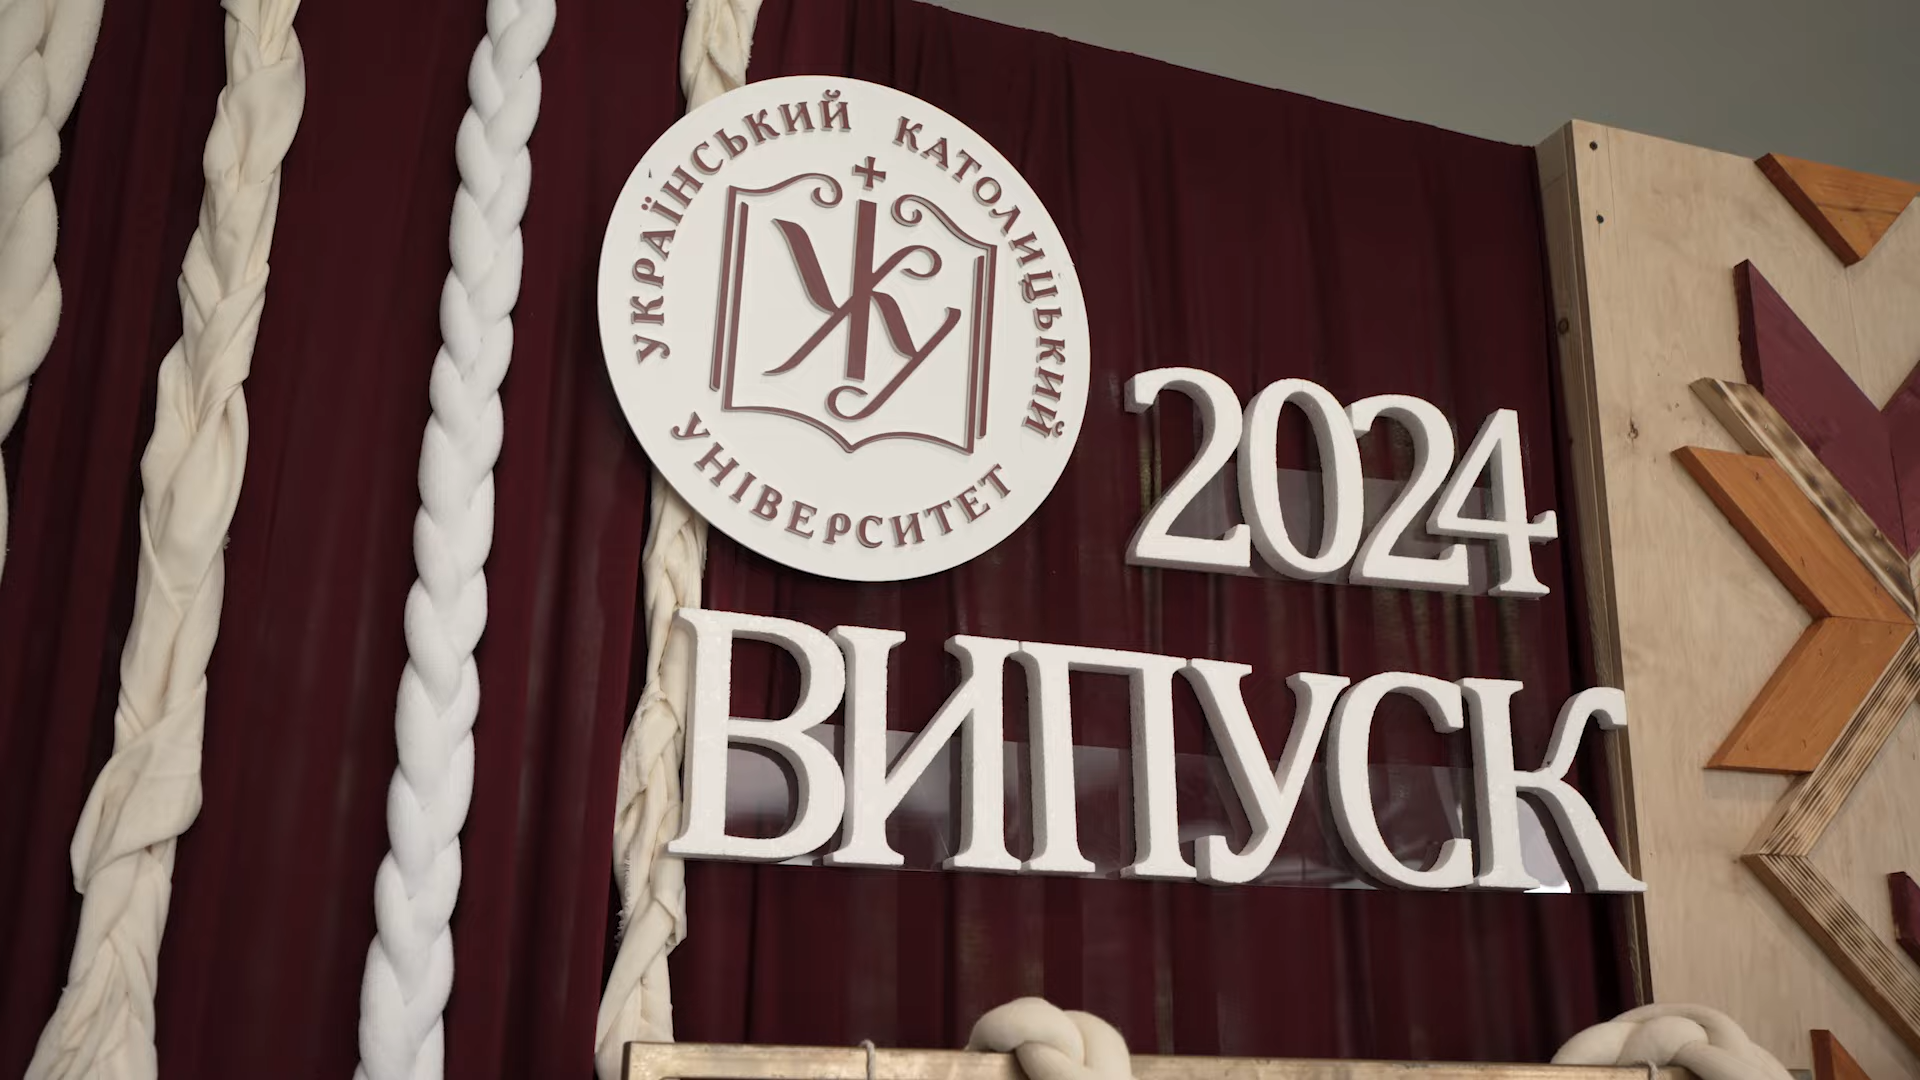 УКРАЇНСЬКИЙ КАТОЛИЦЬКИЙ
УНІВЕРСИТЕТ
2024
ВИПУСК